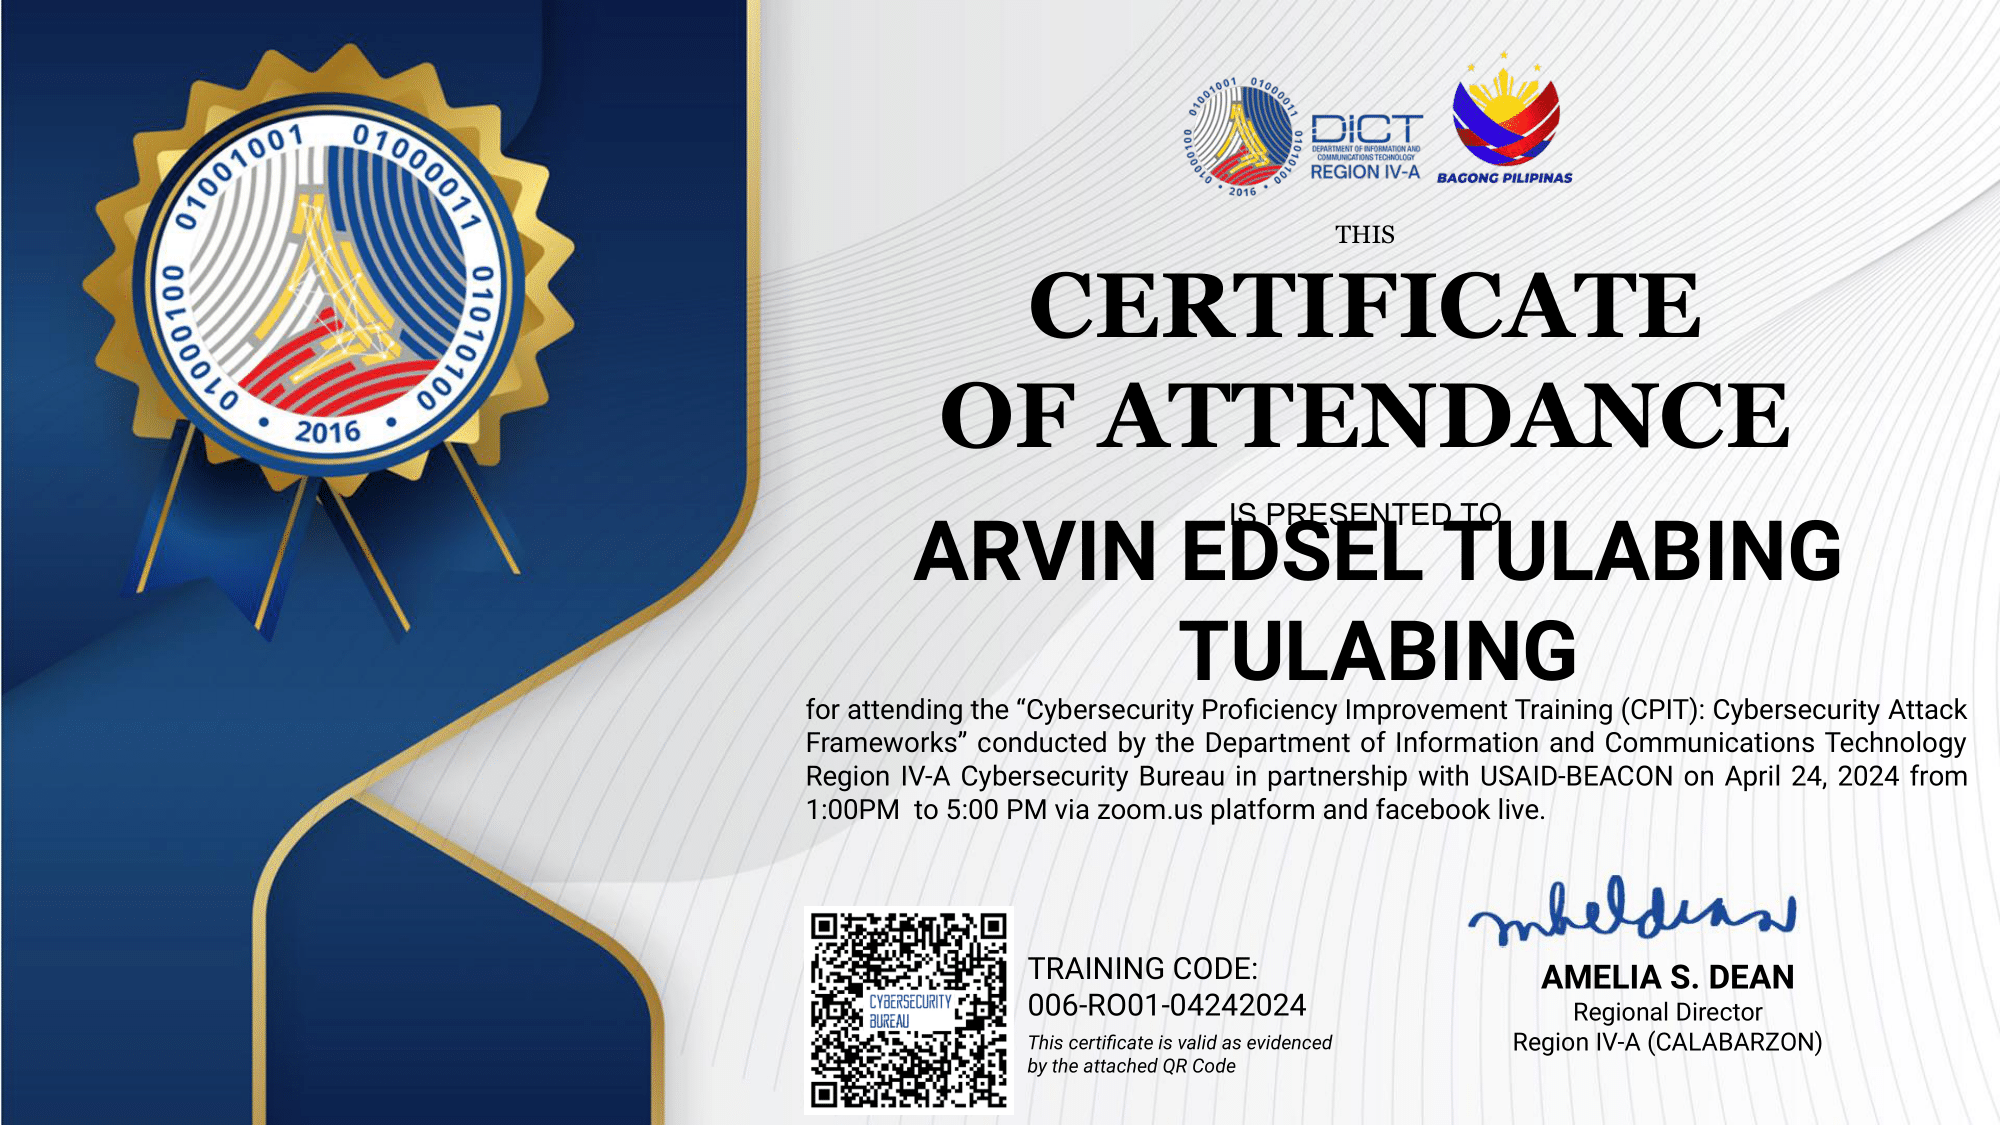 01001001 01000011
01010100
01000100
• 2016 •
01001001 01000011
01010100
01000100
• 2016 •
DICT
DEPARTMENT OF INFORMATION AND
COMMUNICATIONS TECHNOLOGY
REGION IV-A
BAGONG PILIPINAS
THIS
CERTIFICATE
OF ATTENDANCE
IS PRESENTED TO
ARVIN EDSEL TULABING
TULABING
for attending the “Cybersecurity Proficiency Improvement Training (CPIT): Cybersecurity Attack
Frameworks” conducted by the Department of Information and Communications Technology
Region IV-A Cybersecurity Bureau in partnership with USAID-BEACON on April 24, 2024 from
1:00PM to 5:00 PM via zoom.us platform and facebook live.
CYBERSECURITY
BUREAU
TRAINING CODE:
006-RO01-04242024
This certificate is valid as evidenced
by the attached QR Code
AMELIA S. DEAN
Regional Director
Region IV-A (CALABARZON)